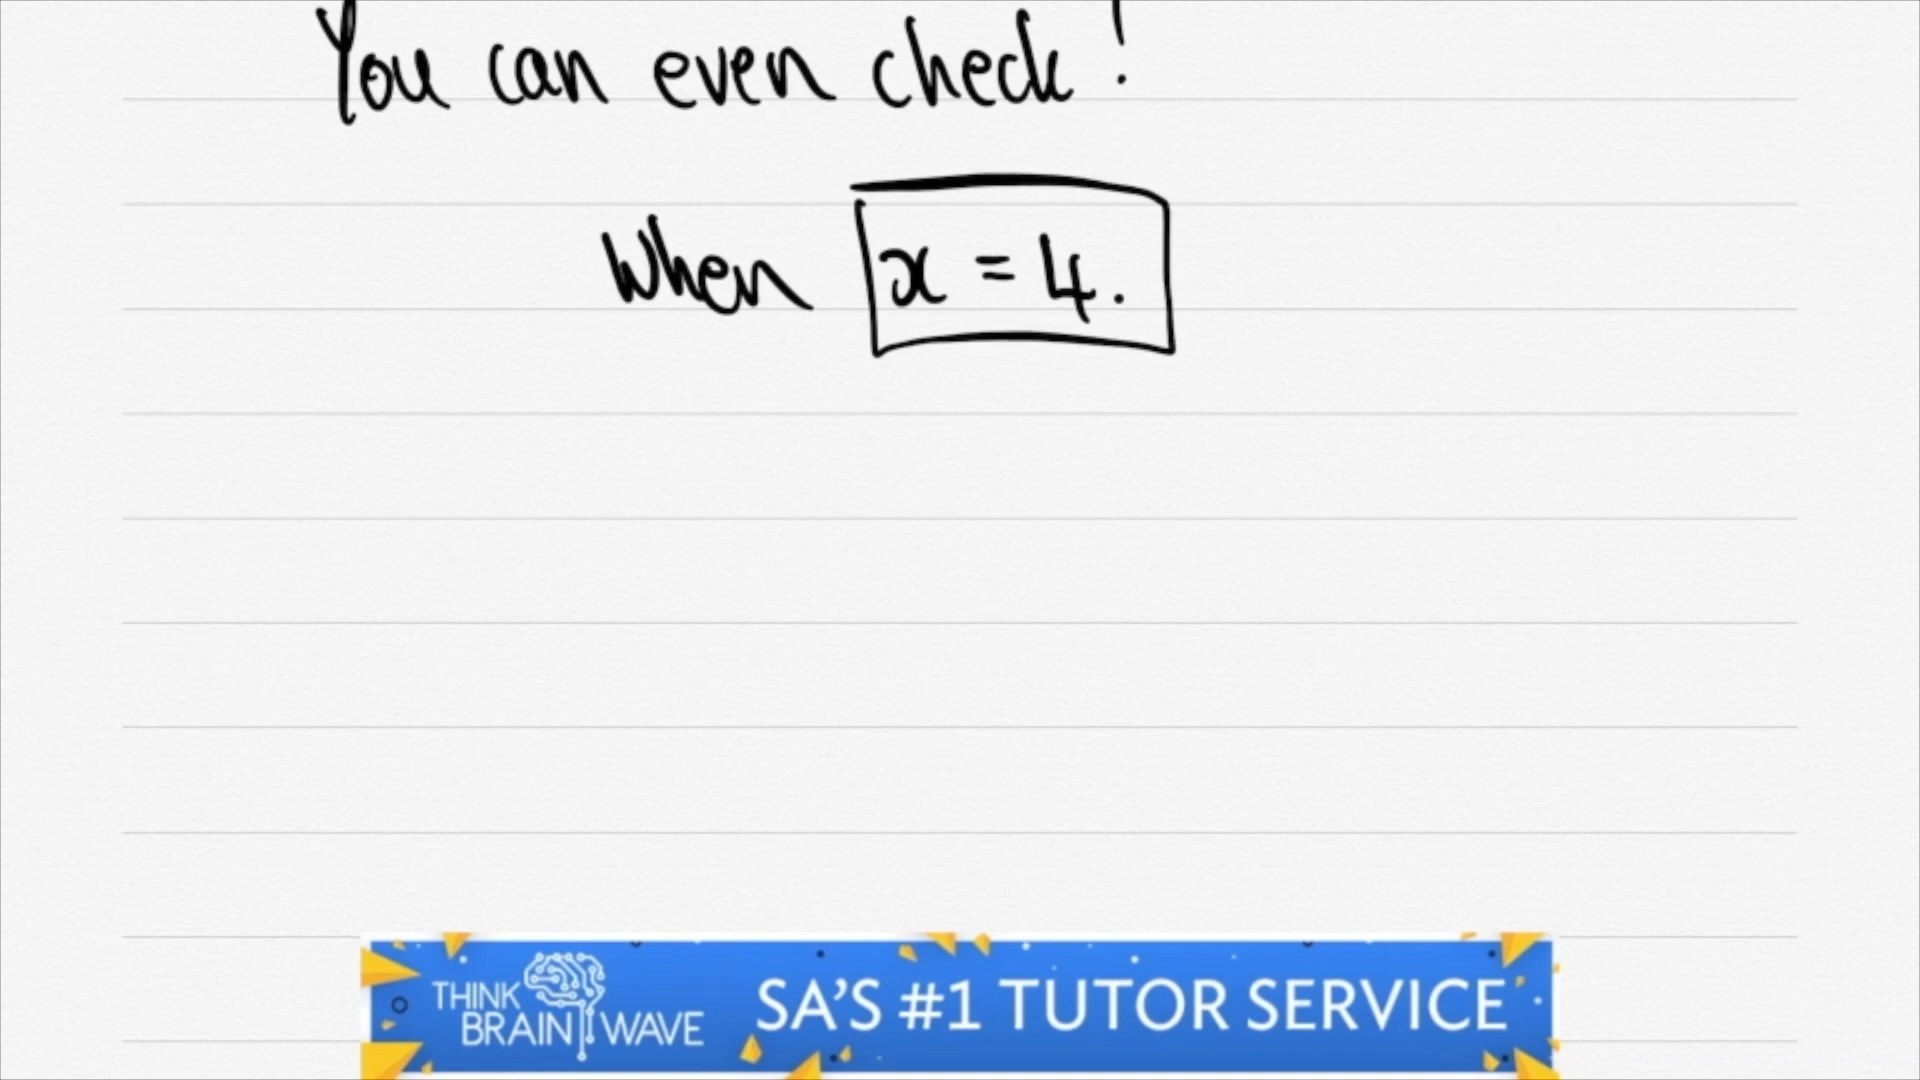 You can even check!
When x = 4.
THINK
BRAIN WAVE
SA'S #1 TUTOR SERVICE